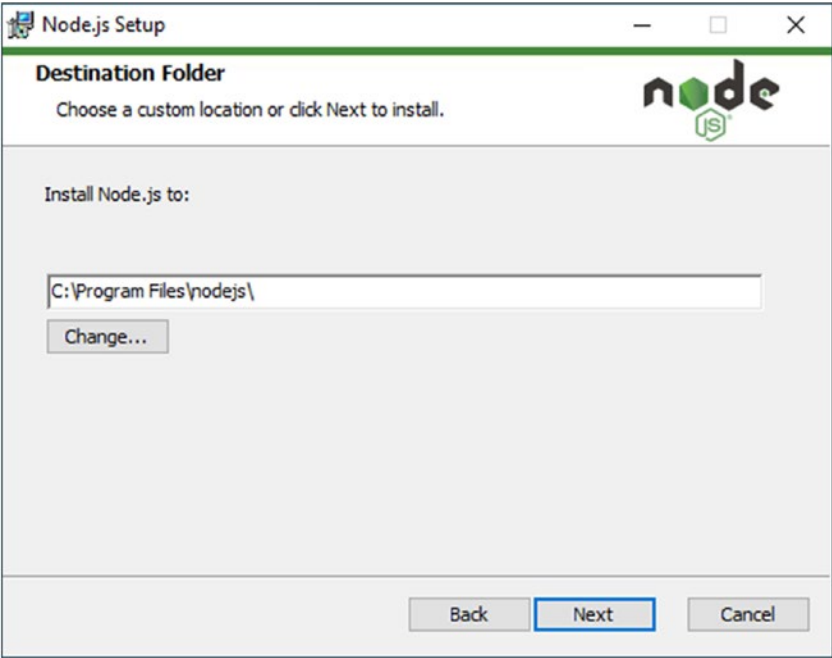 Node.js Setup
Destination Folder
Choose a custom location or click Next to install.
node
JS®
Install Node.js to:
C:\Program Files\nodejs\
Change...
Back Next Cancel